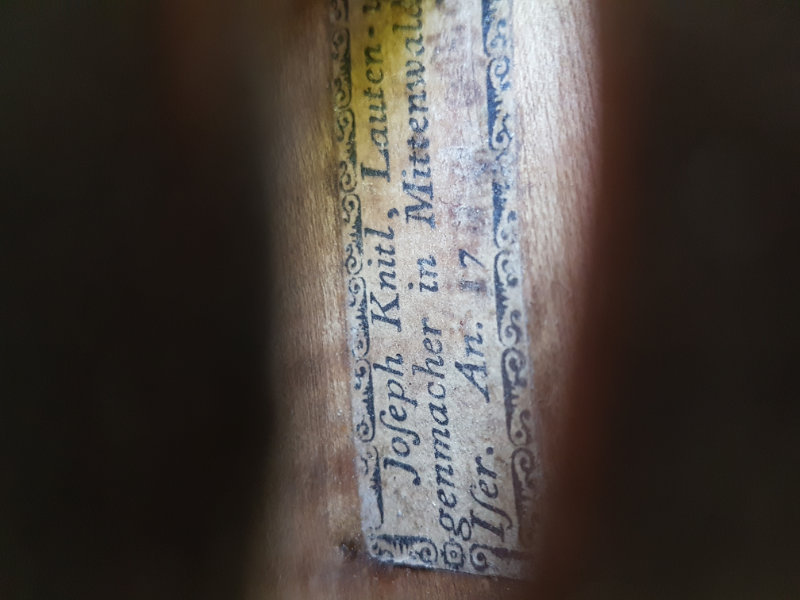 Joſeph Knitl, Lauten-
genmacher in Mittenwald
Iſer. An. 17